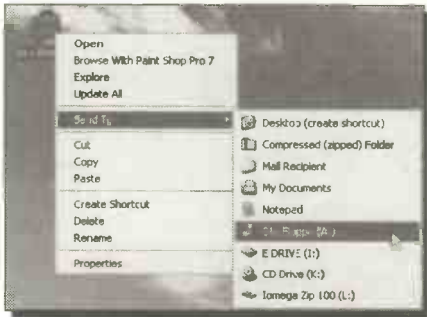 Open
Browse With Paint Shop Pro 7
Explore
Update All
Send To
Cut
Copy
Paste
Create Shortcut
Delete
Rename
Properties
Desktop (create shortcut)
Compressed (zipped) Folder
Mail Recipient
My Documents
Notepad
Floppy (A:)
E DRIVE (I:)
CD Drive (K:)
Iomega Zip 100 (L:)